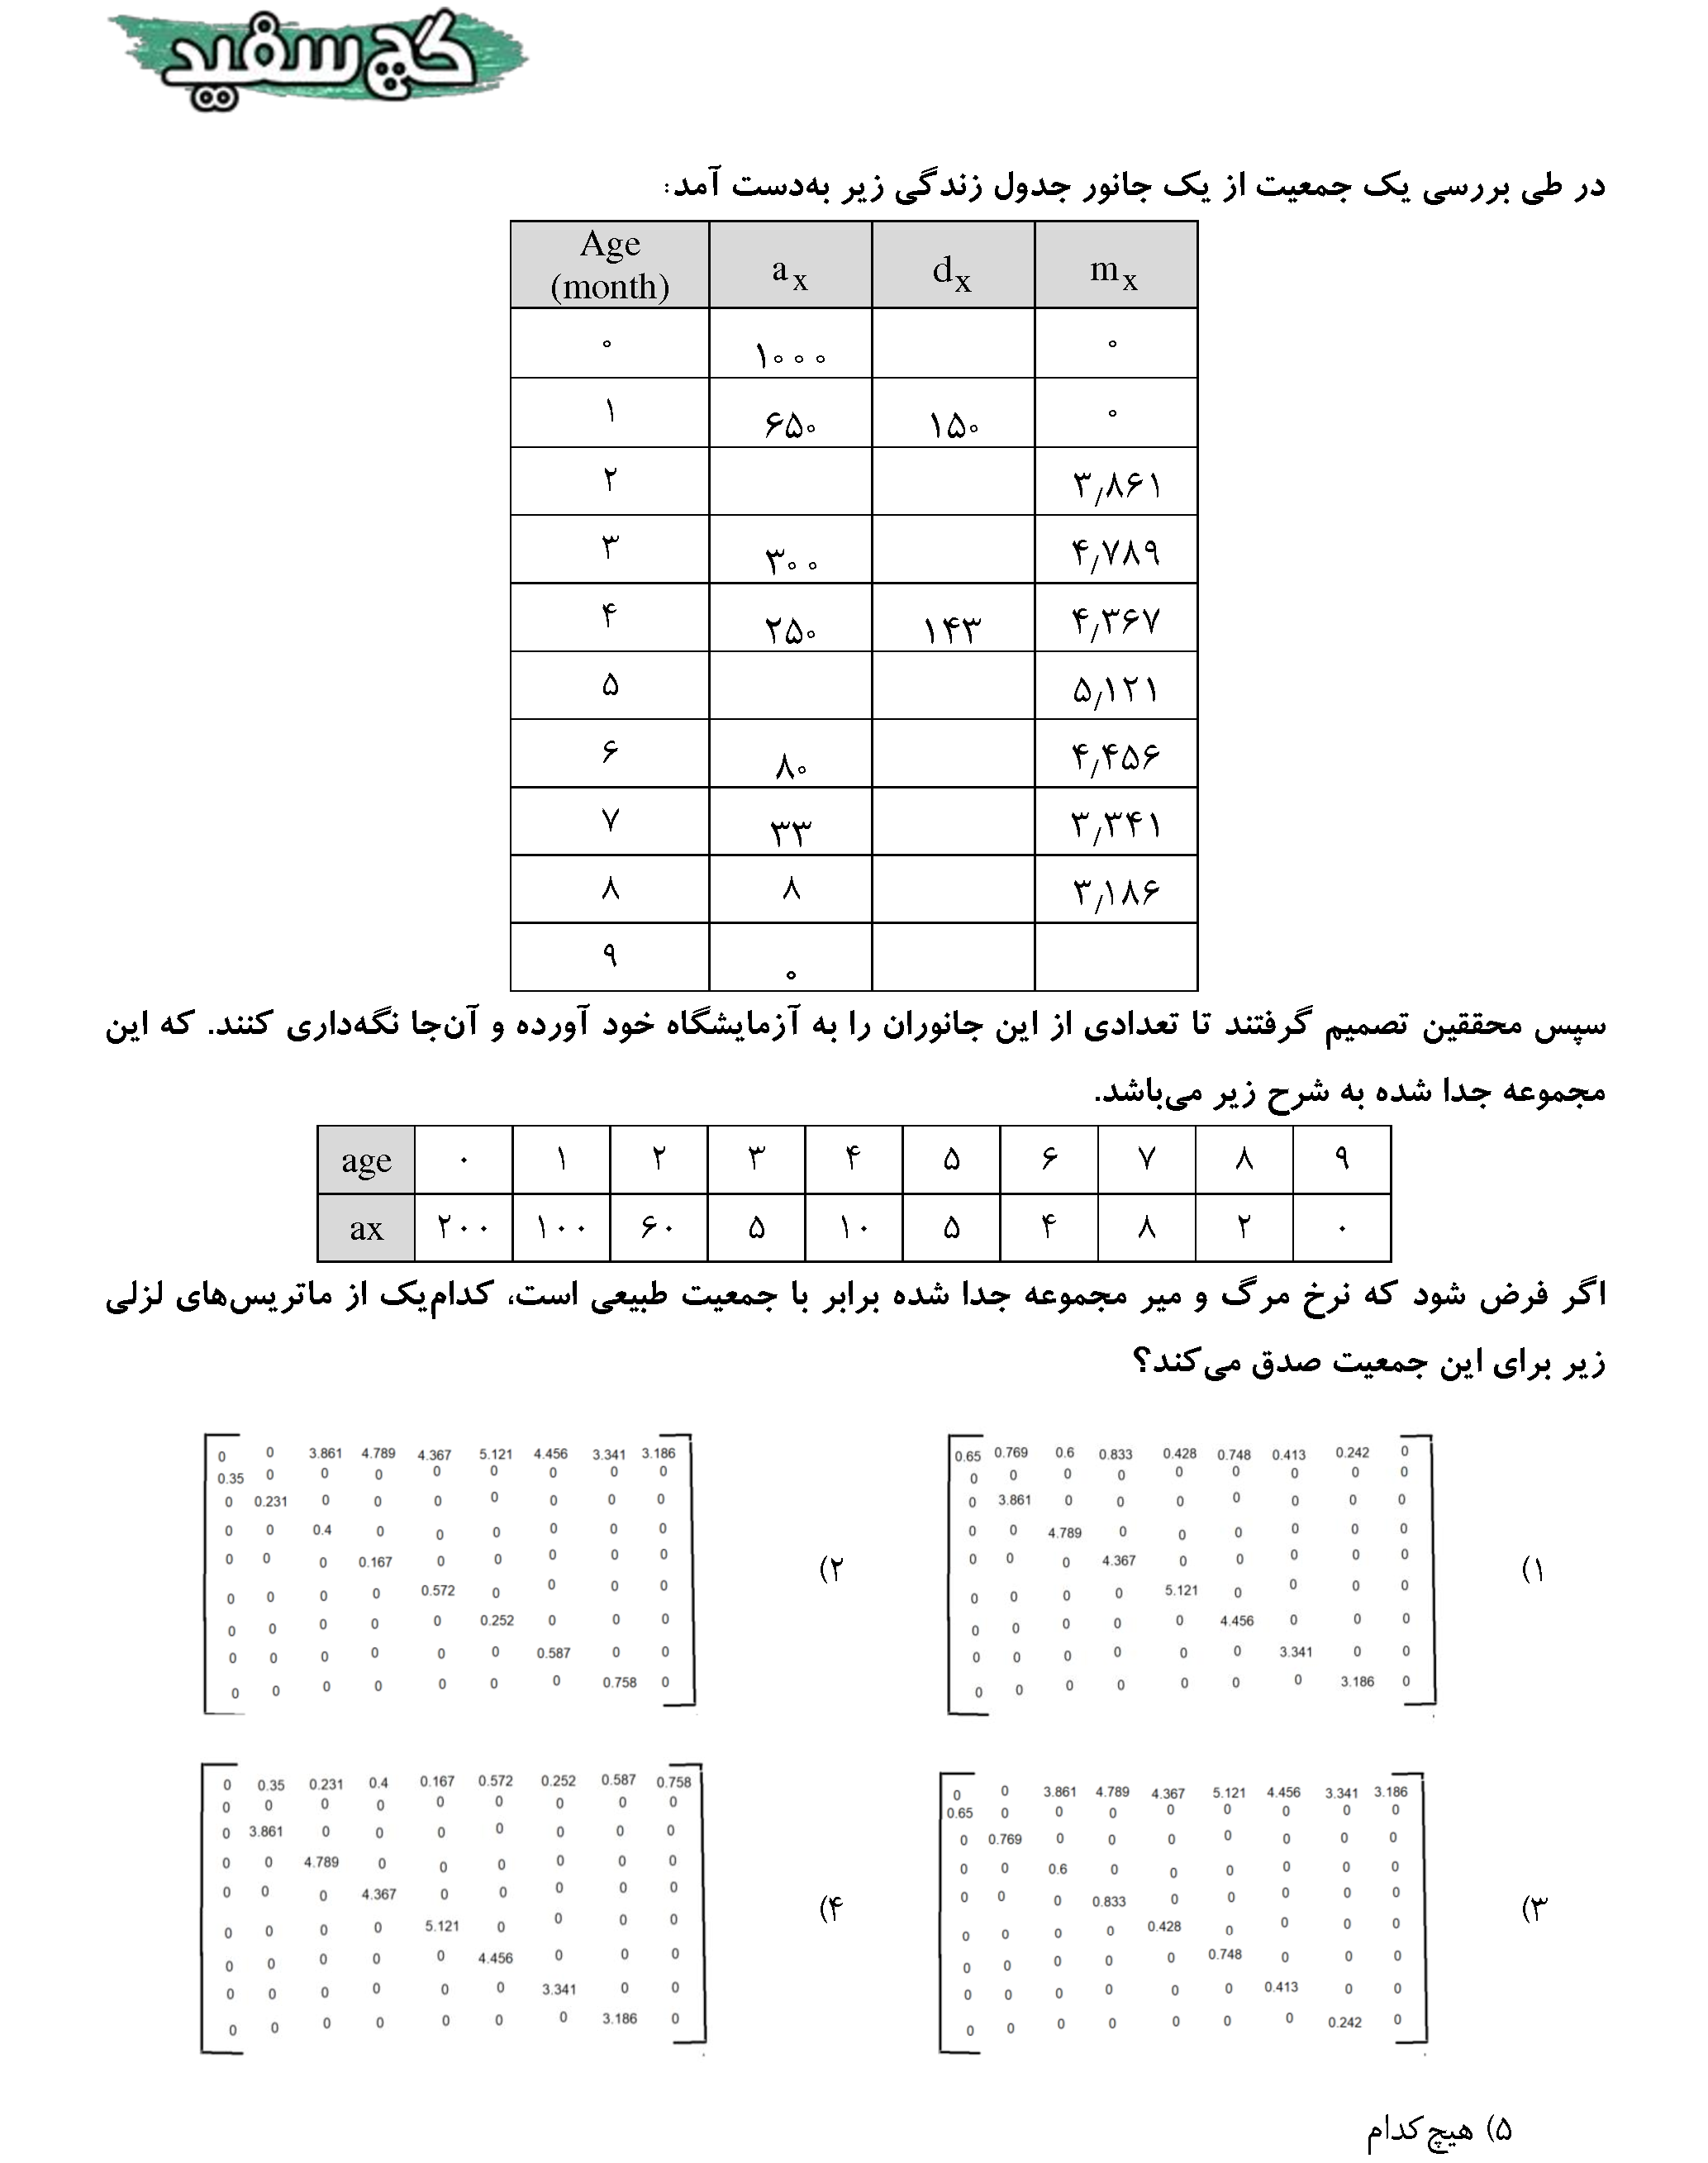 گچ سفید
در طی بررسی یک جمعیت از یک جانور جدول زندگی زیر به‌دست آمد:
Age (month) a x d x m x
۰ ۱۰۰۰ ۰
۱ ۶۵۰ ۱۵۰ ۰
۲ ۳/۸۶۱
۳ ۳۰۰ ۴/۷۸۹
۴ ۲۵۰ ۱۴۳ ۴/۳۶۷
۵ ۵/۱۲۱
۶ ۸۰ ۴/۴۵۶
۷ ۳۳ ۳/۳۴۱
۸ ۸ ۳/۱۸۶
۹ ۰
سپس محققین تصمیم گرفتند تا تعدادی از این جانوران را به آزمایشگاه خود آورده و آن‌جا نگه‌داری کنند. که این
مجموعه جدا شده به شرح زیر می‌باشد.
age ۰ ۱ ۲ ۳ ۴ ۵ ۶ ۷ ۸ ۹
ax ۲۰۰ ۱۰۰ ۶۰ ۵ ۱۰ ۵ ۴ ۸ ۲ ۰
اگر فرض شود که نرخ مرگ و میر مجموعه جدا شده برابر با جمعیت طبیعی است، کدام‌یک از ماتریس‌های لزلی
زیر برای این جمعیت صدق می‌کند؟
۱)
0.65 0.769 0.6 0.833 0.428 0.748 0.413 0.242 0
0 0 0 0 0 0 0 0 0
0 3.861 0 0 0 0 0 0 0
0 0 4.789 0 0 0 0 0 0
0 0 0 4.367 0 0 0 0 0
0 0 0 0 5.121 0 0 0 0
0 0 0 0 0 4.456 0 0 0
0 0 0 0 0 0 3.341 0 0
0 0 0 0 0 0 0 3.186 0
۲)
0 0 3.861 4.789 4.367 5.121 4.456 3.341 3.186
0.35 0 0 0 0 0 0 0 0
0 0.231 0 0 0 0 0 0 0
0 0 0.4 0 0 0 0 0 0
0 0 0 0.167 0 0 0 0 0
0 0 0 0 0.572 0 0 0 0
0 0 0 0 0 0.252 0 0 0
0 0 0 0 0 0 0.587 0 0
0 0 0 0 0 0 0 0.758 0
۳)
0 0 3.861 4.789 4.367 5.121 4.456 3.341 3.186
0.65 0 0 0 0 0 0 0 0
0 0.769 0 0 0 0 0 0 0
0 0 0.6 0 0 0 0 0 0
0 0 0 0.833 0 0 0 0 0
0 0 0 0 0.428 0 0 0 0
0 0 0 0 0 0.748 0 0 0
0 0 0 0 0 0 0.413 0 0
0 0 0 0 0 0 0 0.242 0
۴)
0 0.35 0.231 0.4 0.167 0.572 0.252 0.587 0.758
0 0 0 0 0 0 0 0 0
0 3.861 0 0 0 0 0 0 0
0 0 4.789 0 0 0 0 0 0
0 0 0 4.367 0 0 0 0 0
0 0 0 0 5.121 0 0 0 0
0 0 0 0 0 4.456 0 0 0
0 0 0 0 0 0 3.341 0 0
0 0 0 0 0 0 0 3.186 0
۵) هیچ‌کدام